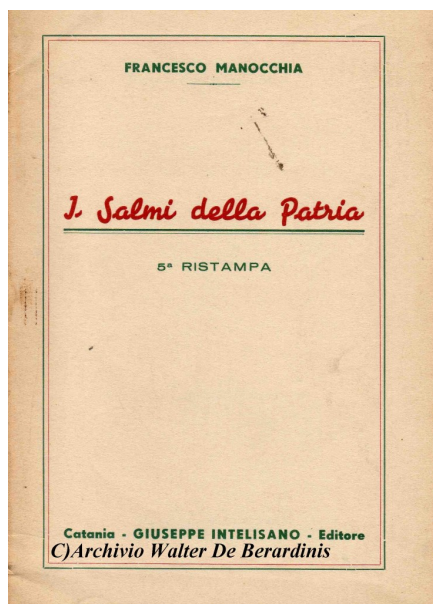 FRANCESCO MANOCCHIA
I Salmi della Patria
5ª RISTAMPA
Catania - GIUSEPPE INTELISANO - Editore
C)Archivio Walter De Berardinis